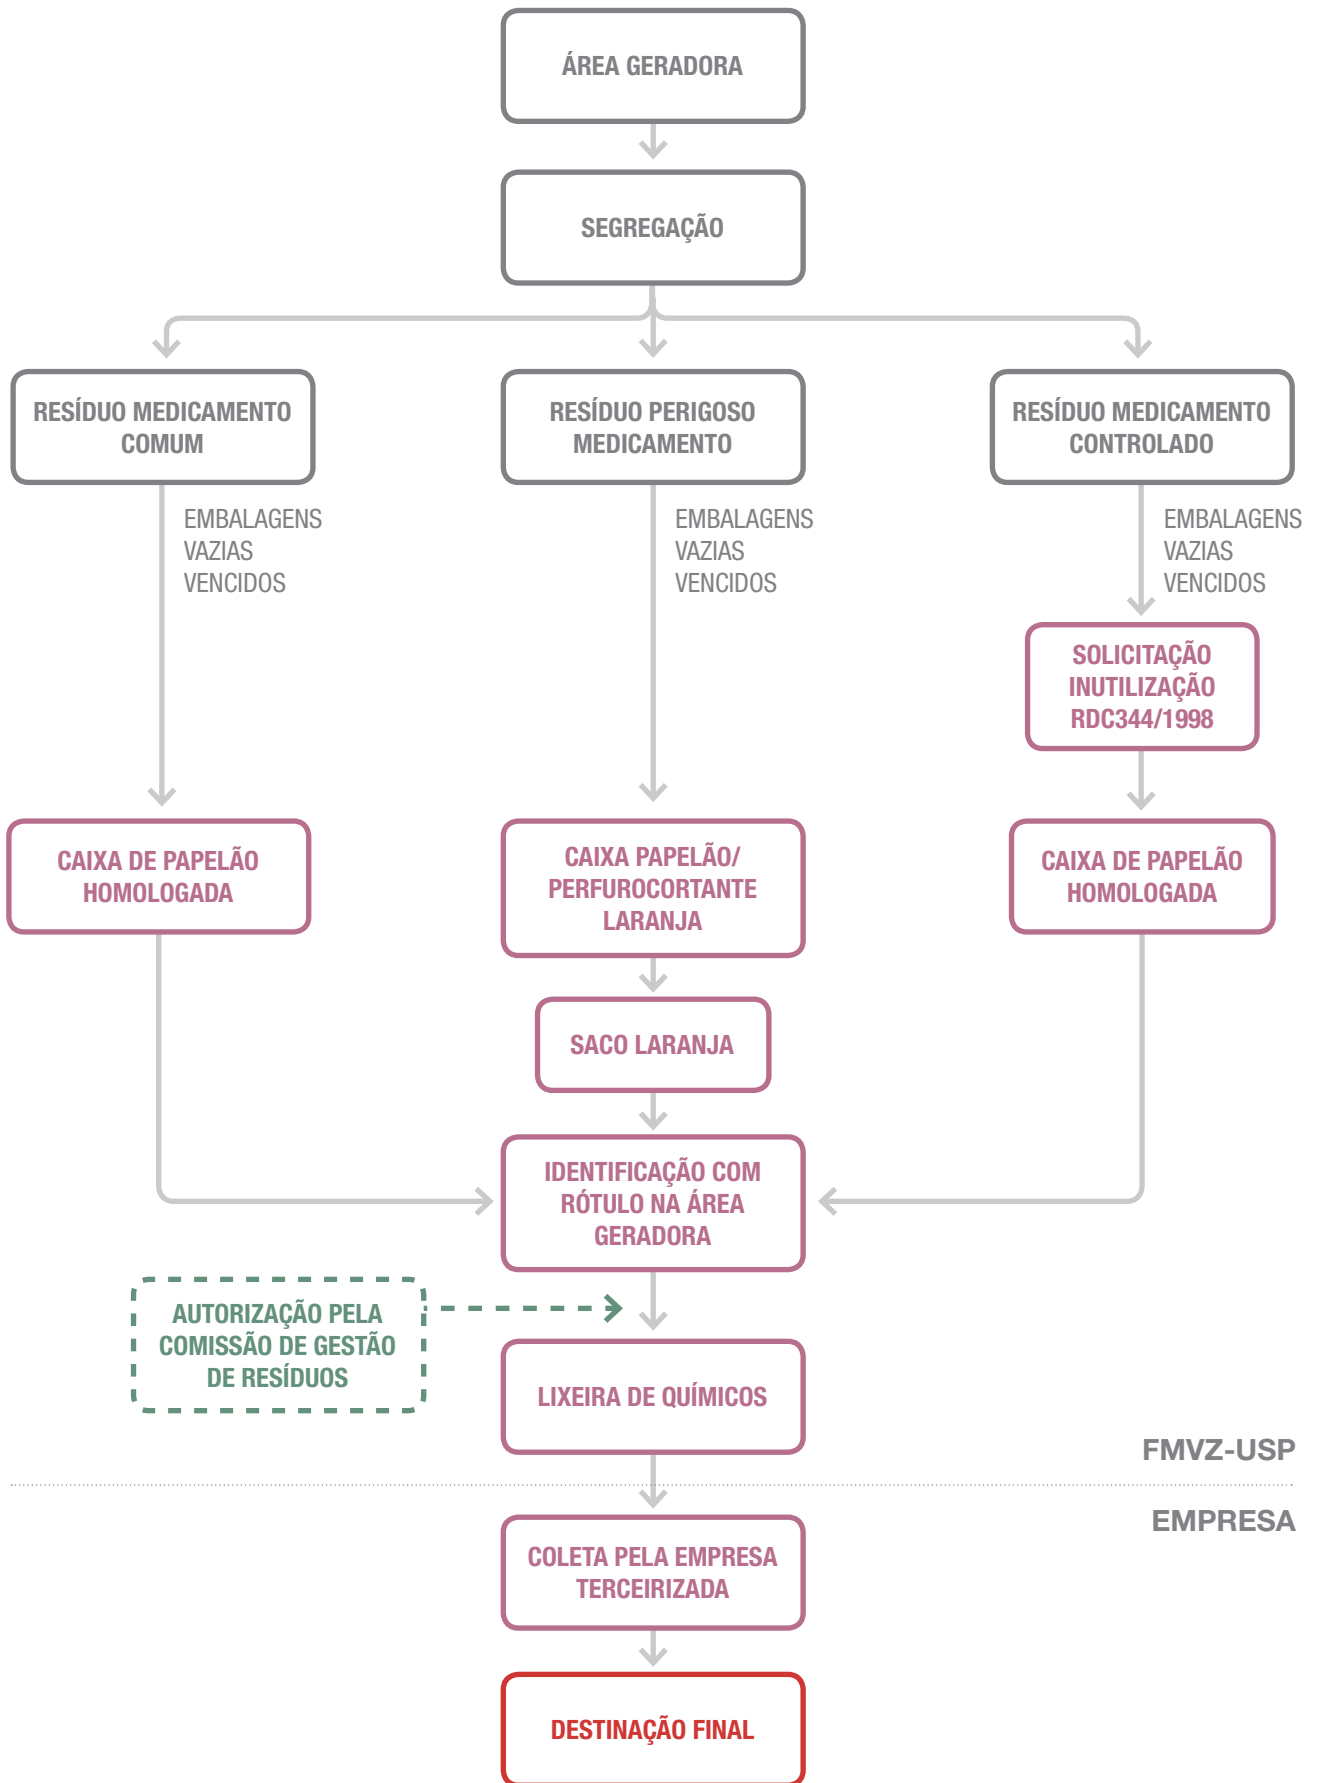 ÁREA GERADORA
SEGREGAÇÃO
RESÍDUO MEDICAMENTO
COMUM
RESÍDUO PERIGOSO
MEDICAMENTO
RESÍDUO MEDICAMENTO
CONTROLADO
EMBALAGENS
VAZIAS
VENCIDOS
EMBALAGENS
VAZIAS
VENCIDOS
EMBALAGENS
VAZIAS
VENCIDOS
SOLICITAÇÃO
INUTILIZAÇÃO
RDC344/1998
CAIXA DE PAPELÃO
HOMOLOGADA
CAIXA PAPELÃO/
PERFUROCORTANTE
LARANJA
CAIXA DE PAPELÃO
HOMOLOGADA
SACO LARANJA
IDENTIFICAÇÃO COM
RÓTULO NA ÁREA
GERADORA
AUTORIZAÇÃO PELA
COMISSÃO DE GESTÃO
DE RESÍDUOS
LIXEIRA DE QUÍMICOS
FMVZ-USP
EMPRESA
COLETA PELA EMPRESA
TERCEIRIZADA
DESTINAÇÃO FINAL